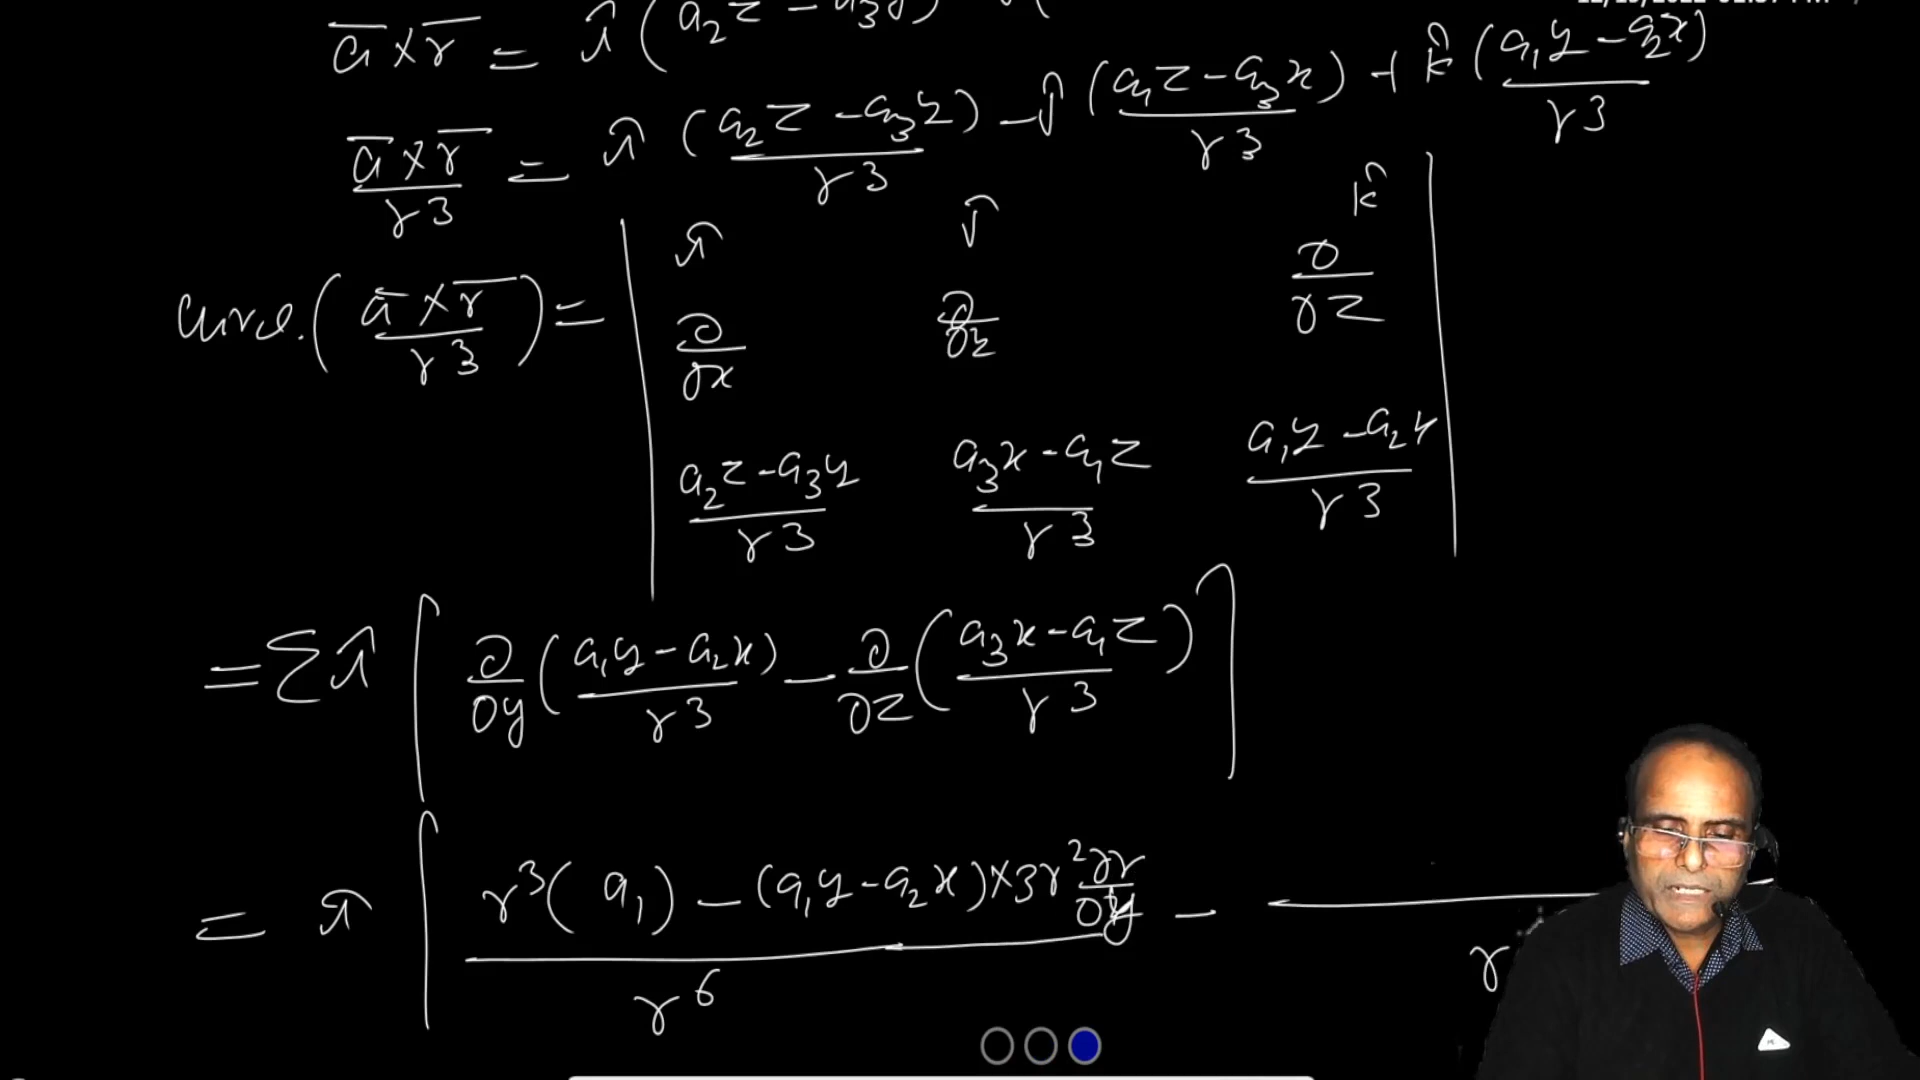 a̅×r̅ = î(a₂z - a₃y)
(a̅×r̅)/r³ = î (a₂z - a₃y)/r³ - ĵ (a₁z - a₃x)/r³ + k̂ (a₁y - a₂x)/r³
î ĵ k̂
curl. ((a̅×r̅)/r³) = | ∂/∂x ∂/∂y ∂/∂z |
(a₂z - a₃y)/r³ (a₃x - a₁z)/r³ (a₁y - a₂x)/r³
= Σî [ ∂/∂y ((a₁y - a₂x)/r³) - ∂/∂z ((a₃x - a₁z)/r³) ]
= î [ (r³(a₁) - (a₁y - a₂x)×3r² ∂r/∂y)/r⁶ -